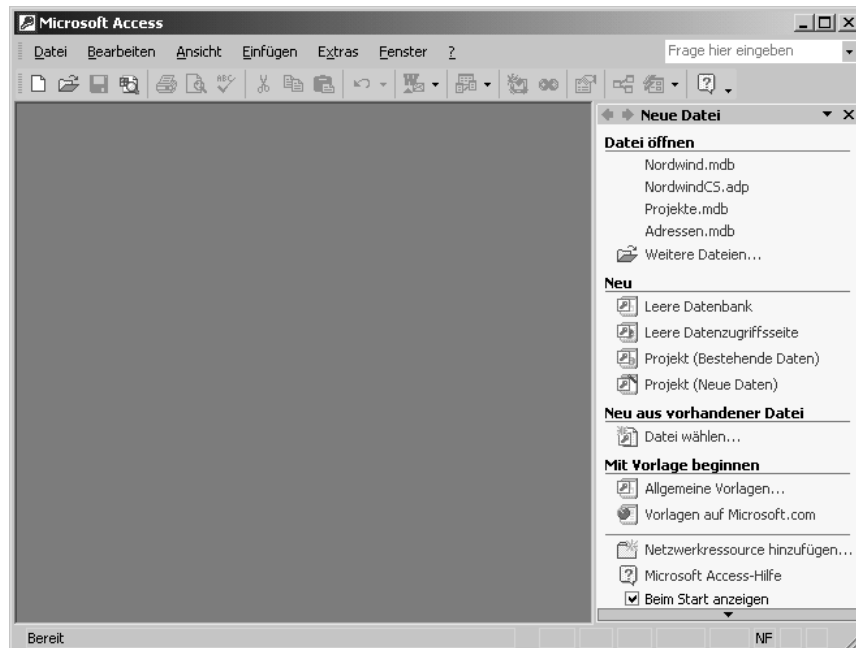 Microsoft Access
Datei Bearbeiten Ansicht Einfügen Extras Fenster ? Frage hier eingeben
Neue Datei
Datei öffnen
Nordwind.mdb
NordwindCS.adp
Projekte.mdb
Adressen.mdb
Weitere Dateien...
Neu
Leere Datenbank
Leere Datenzugriffsseite
Projekt (Bestehende Daten)
Projekt (Neue Daten)
Neu aus vorhandener Datei
Datei wählen...
Mit Vorlage beginnen
Allgemeine Vorlagen...
Vorlagen auf Microsoft.com
Netzwerkressource hinzufügen...
Microsoft Access-Hilfe
Beim Start anzeigen
Bereit NF